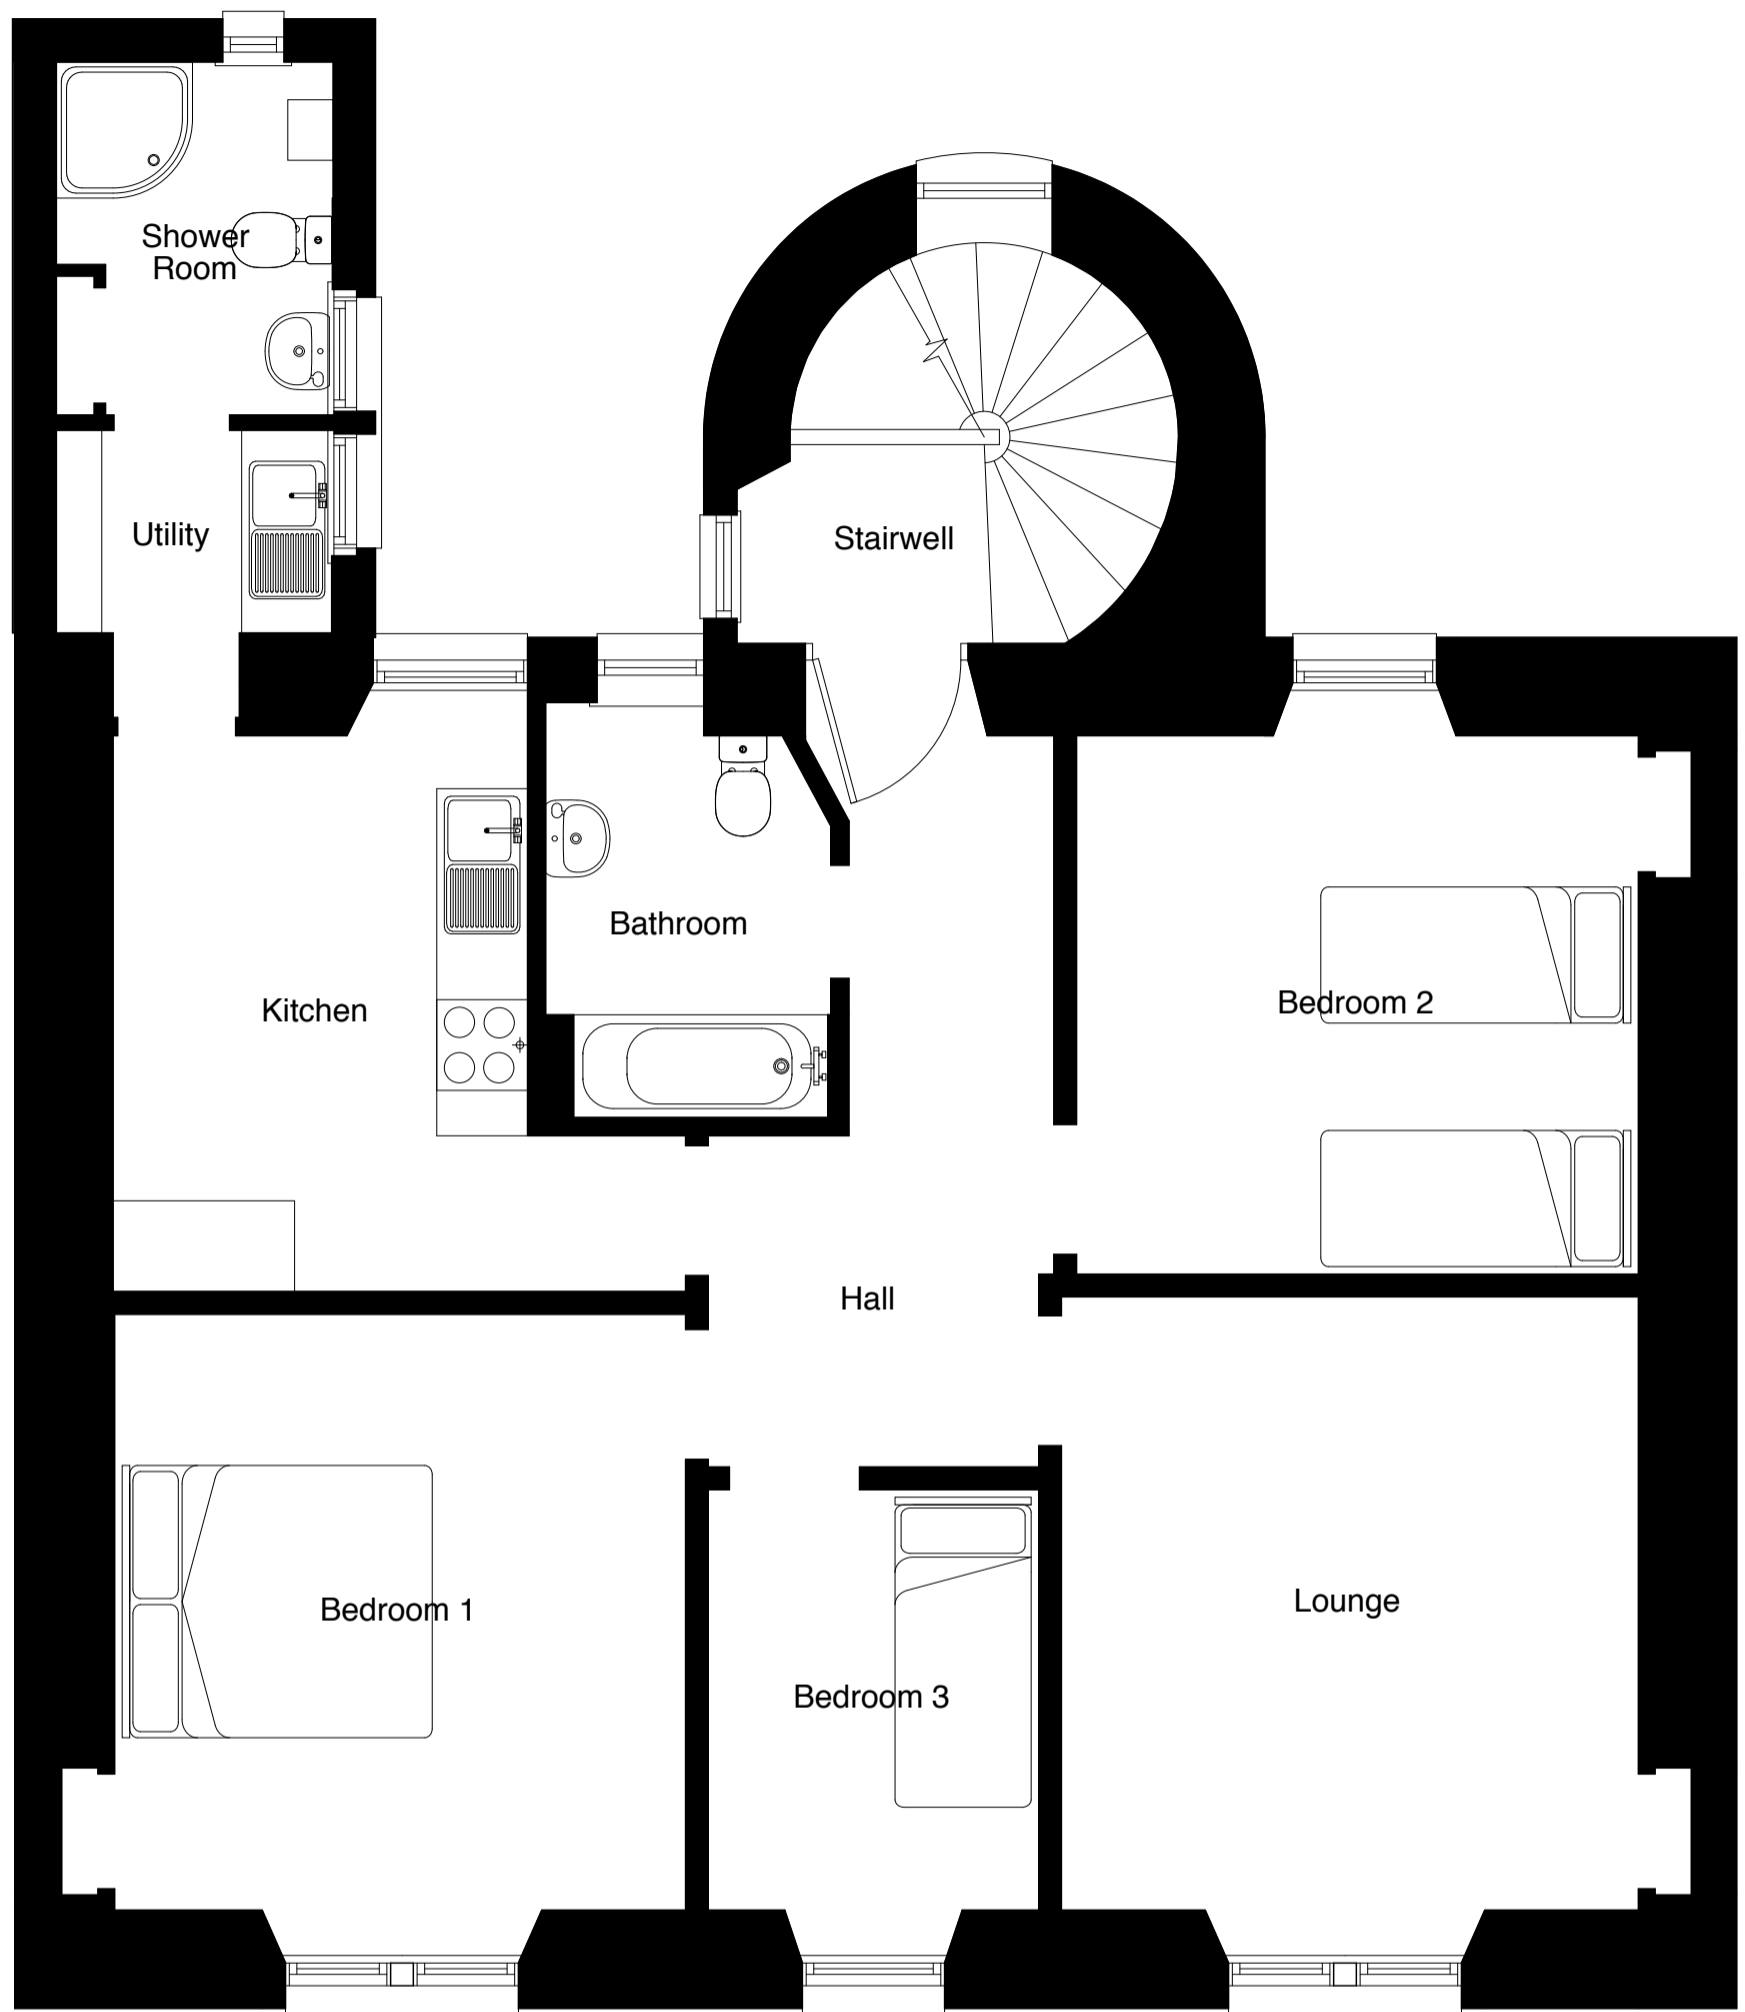 Shower
Room
Utility
Stairwell
Bathroom
Kitchen
Bedroom 2
Hall
Bedroom 1
Lounge
Bedroom 3